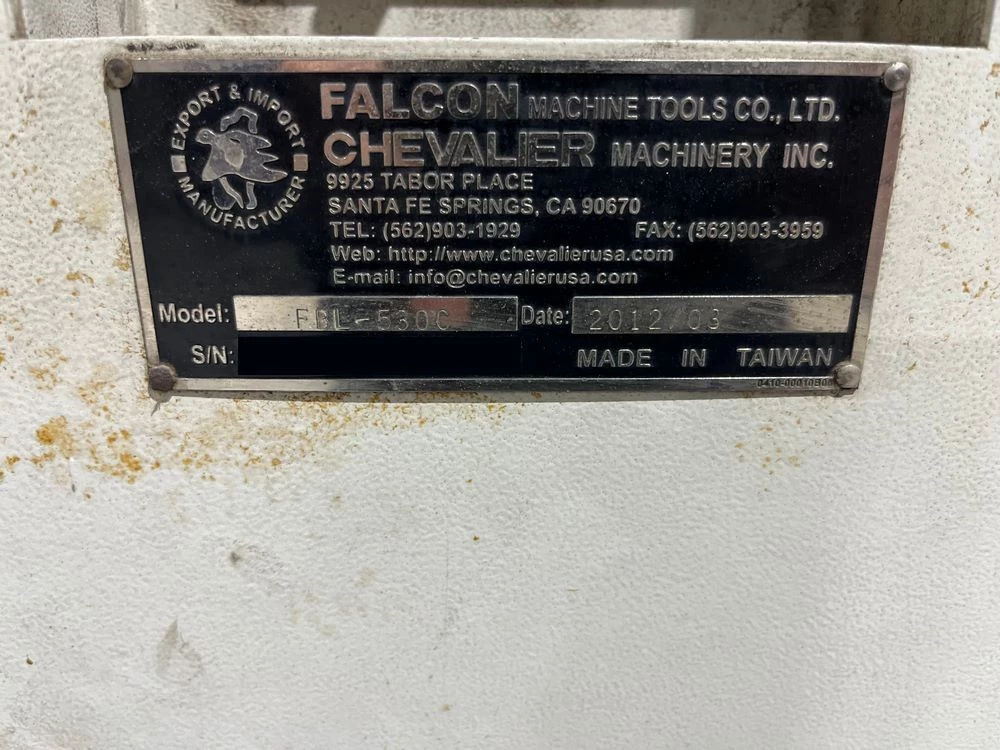 EXPORT & IMPORT
MANUFACTURER
FALCON MACHINE TOOLS CO., LTD.
CHEVALIER MACHINERY INC.
9925 TABOR PLACE
SANTA FE SPRINGS, CA 90670
TEL: (562)903-1929 FAX: (562)903-3959
Web: http://www.chevalierusa.com
E-mail: info@chevalierusa.com
Model: FBL-530C Date: 2012/03
S/N: MADE IN TAIWAN